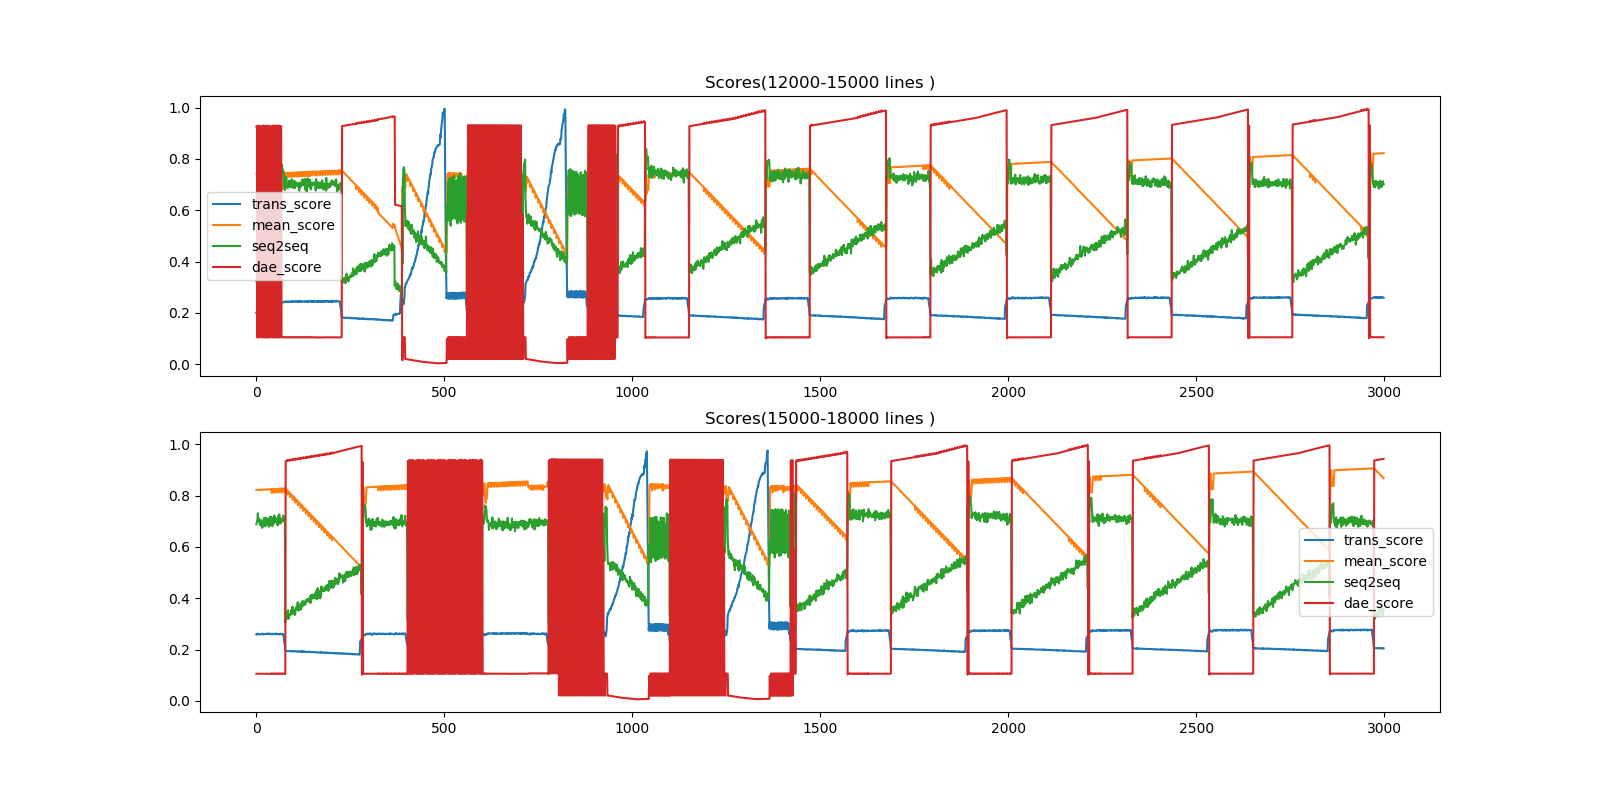 Scores(12000-15000 lines )
1.0
0.8
0.6
0.4
0.2
0.0
trans_score
mean_score
seq2seq
dae_score
0 500 1000 1500 2000 2500 3000
Scores(15000-18000 lines )
1.0
0.8
0.6
0.4
0.2
0.0
trans_score
mean_score
seq2seq
dae_score
0 500 1000 1500 2000 2500 3000